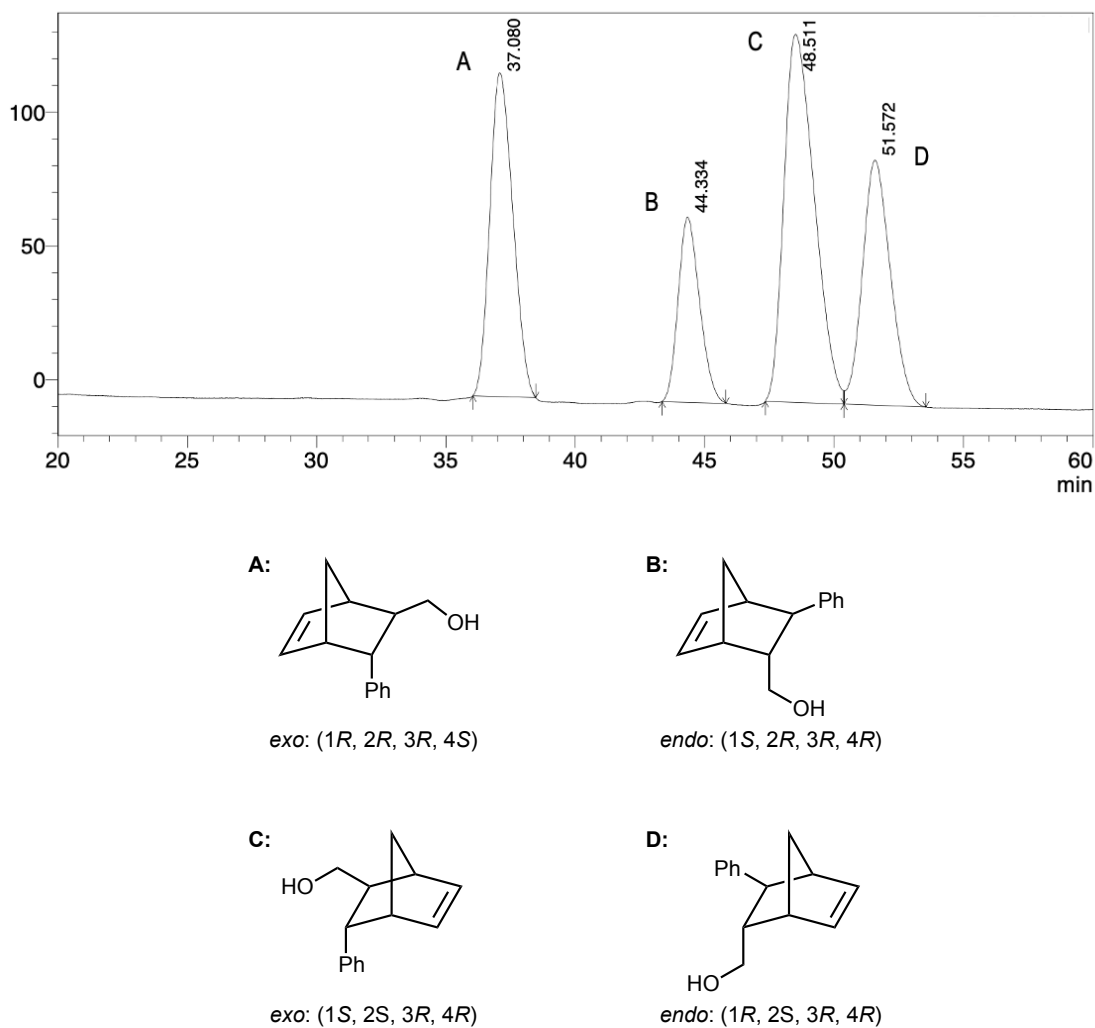 A
37.080
B
44.334
C
48.511
51.572
D
100
50
0
20 25 30 35 40 45 50 55 60
min
A:
OH
Ph
exo: (1R, 2R, 3R, 4S)
B:
Ph
OH
endo: (1S, 2R, 3R, 4R)
C:
HO
Ph
exo: (1S, 2S, 3R, 4R)
D:
Ph
HO
endo: (1R, 2S, 3R, 4R)